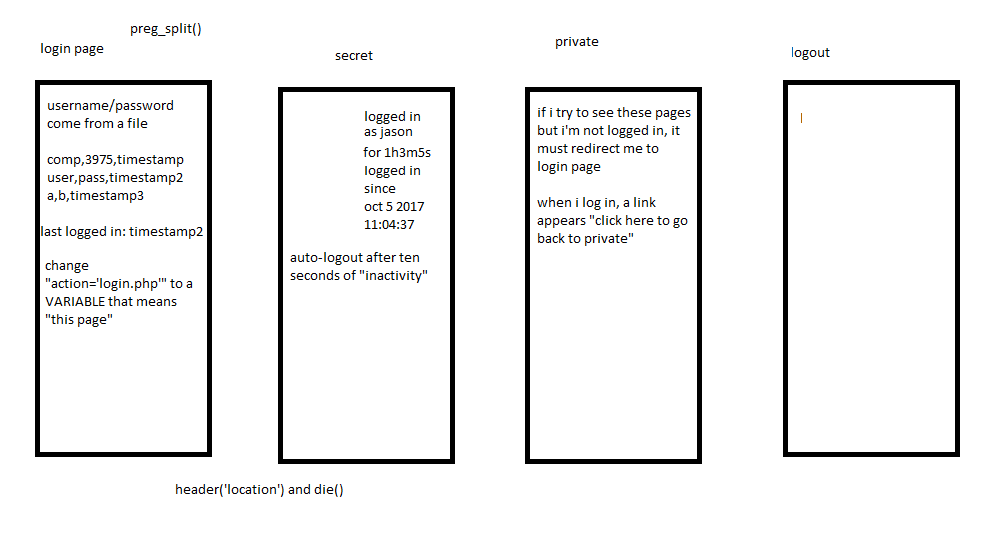 preg_split()
login page
username/password
come from a file
comp,3975,timestamp
user,pass,timestamp2
a,b,timestamp3
last logged in: timestamp2
change
"action='login.php'" to a
VARIABLE that means
"this page"
secret
logged in
as jason
for 1h3m5s
logged in
since
oct 5 2017
11:04:37
auto-logout after ten
seconds of "inactivity"
private
if i try to see these pages
but i'm not logged in, it
must redirect me to
login page
when i log in, a link
appears "click here to go
back to private"
logout
header('location') and die()